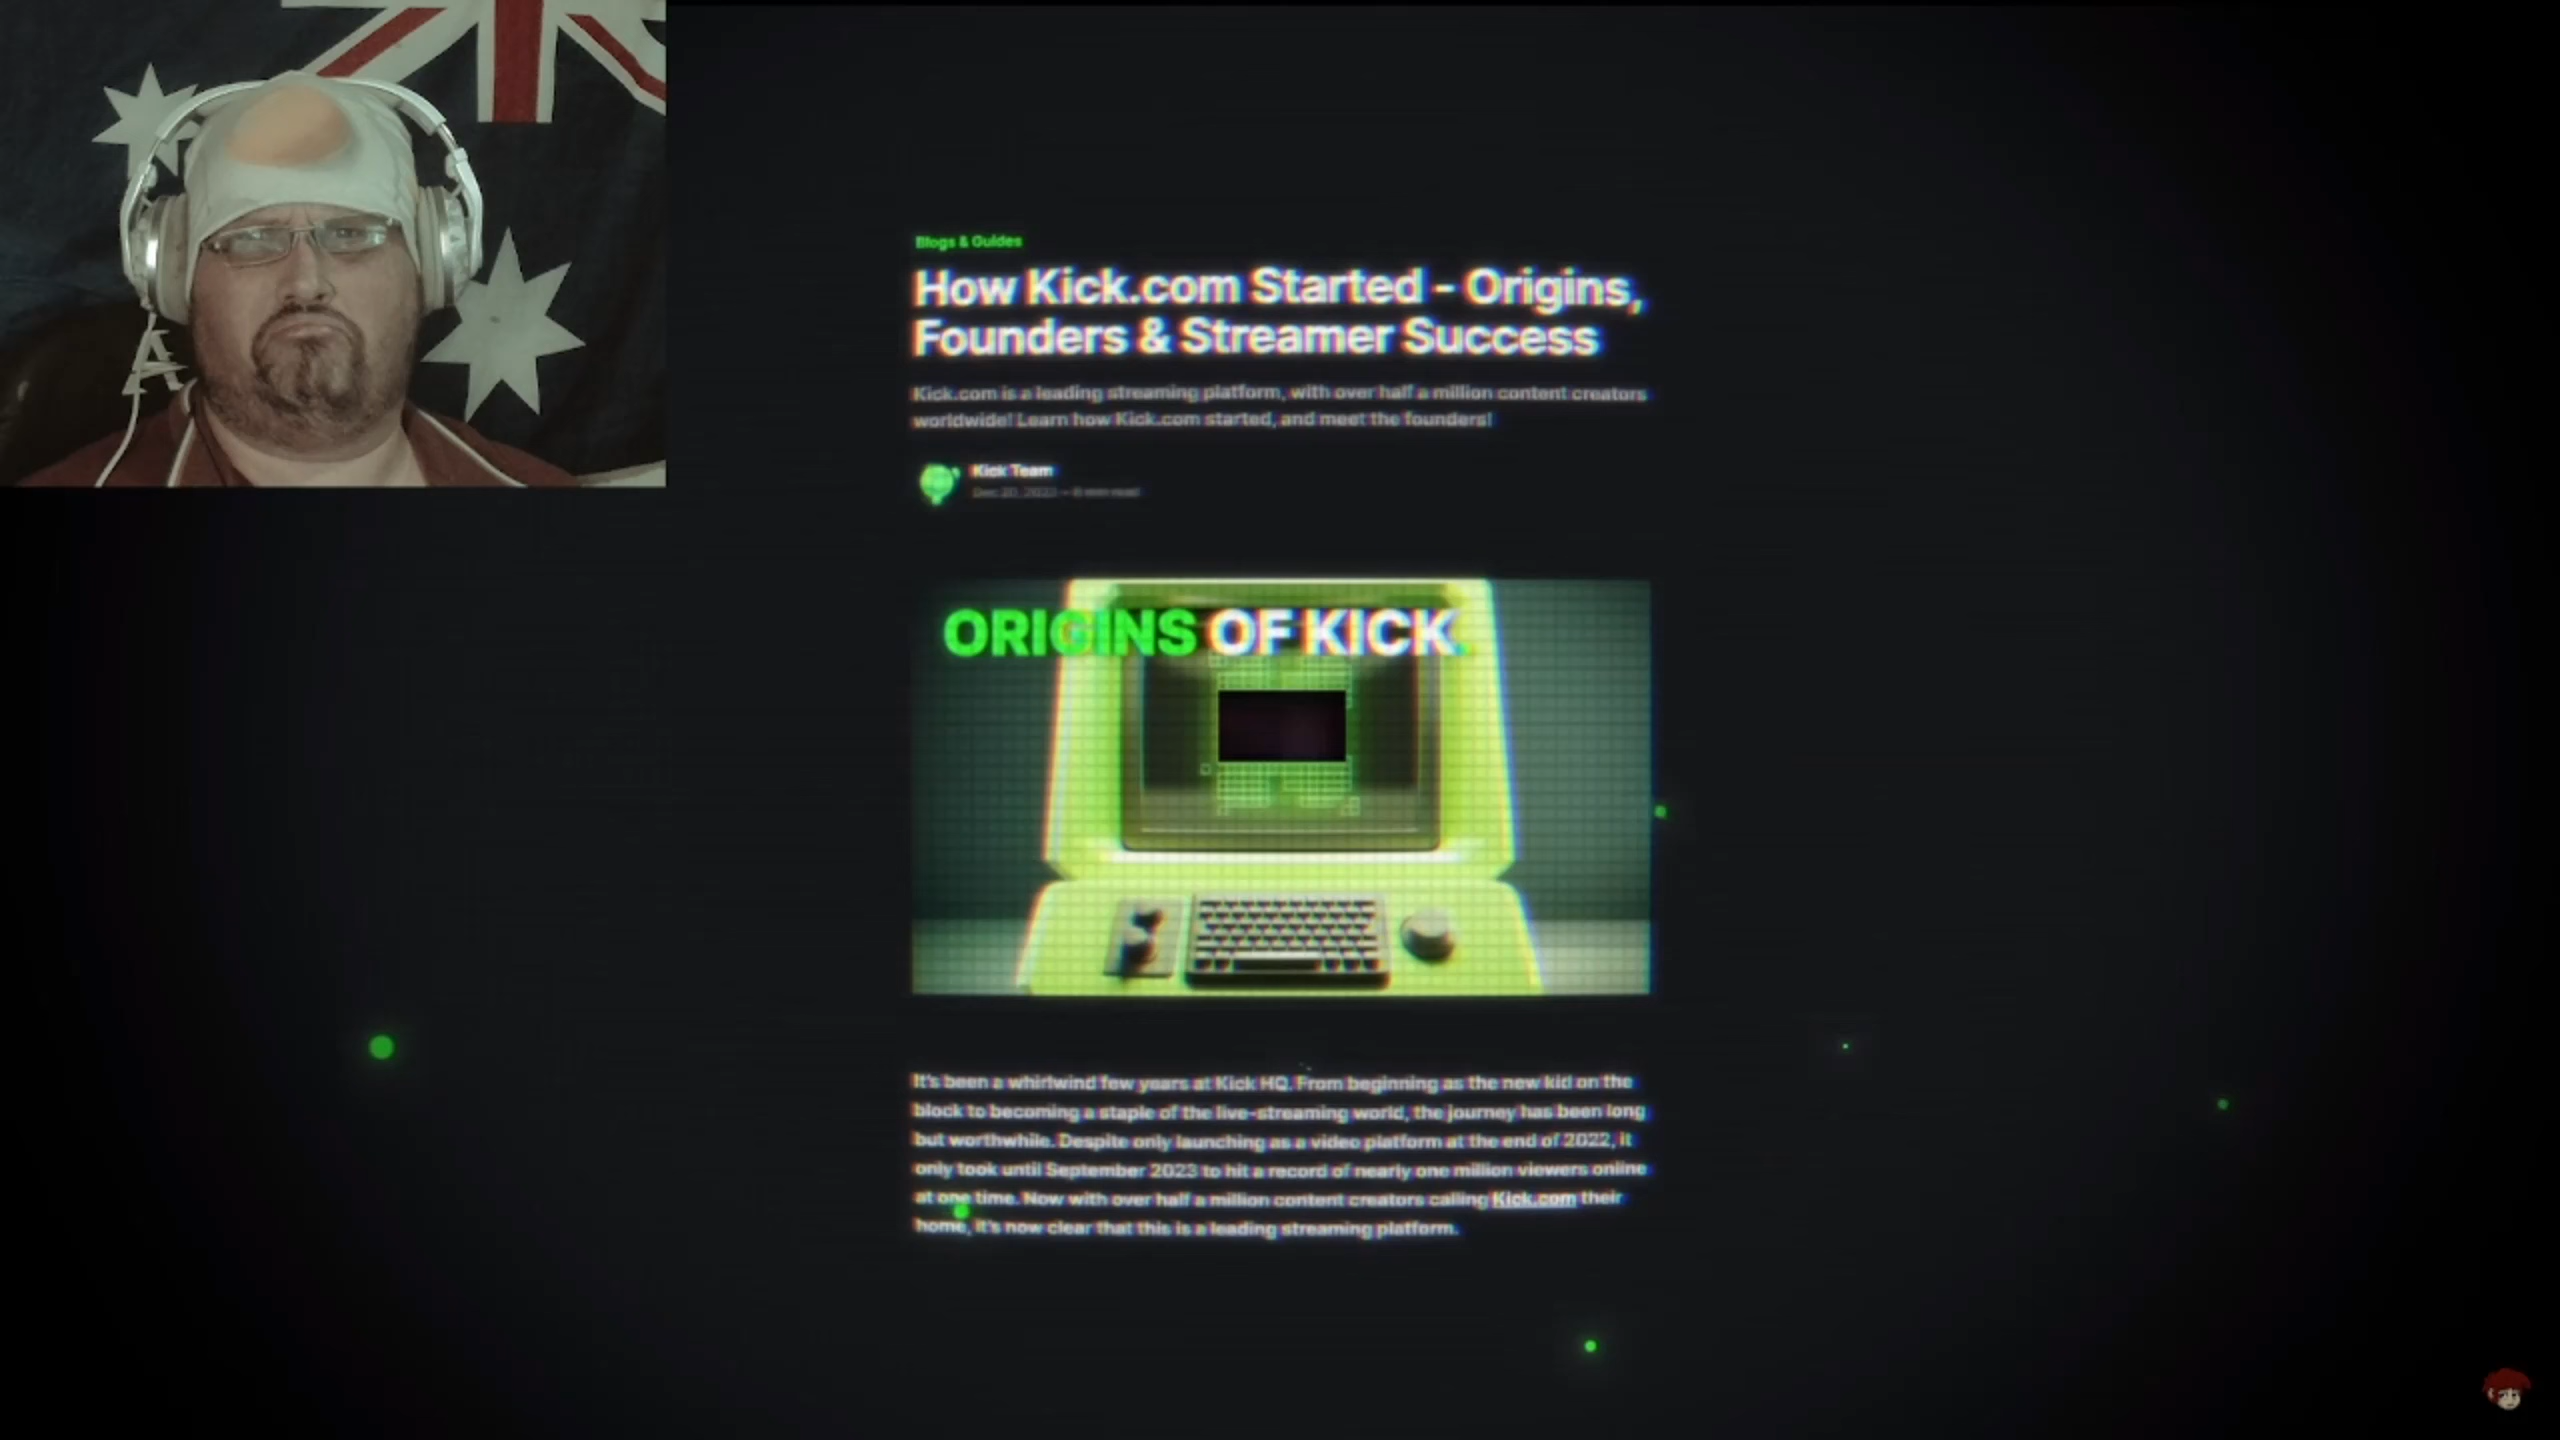 Blogs & Guides
How Kick.com Started - Origins,
Founders & Streamer Success
Kick.com is a leading streaming platform, with over half a million content creators
worldwide! Learn how Kick.com started, and meet the founders!
Kick Team
ORIGINS OF KICK.
It's been a whirlwind few years at Kick HQ. From beginning as the new kid on the
block to becoming a staple of the live-streaming world, the journey has been long
but worthwhile. Despite only launching as a video platform at the end of 2022, it
only took until September 2023 to hit a record of nearly one million viewers online
at one time. Now with over half a million content creators calling Kick.com their
home, it's now clear that this is a leading streaming platform.